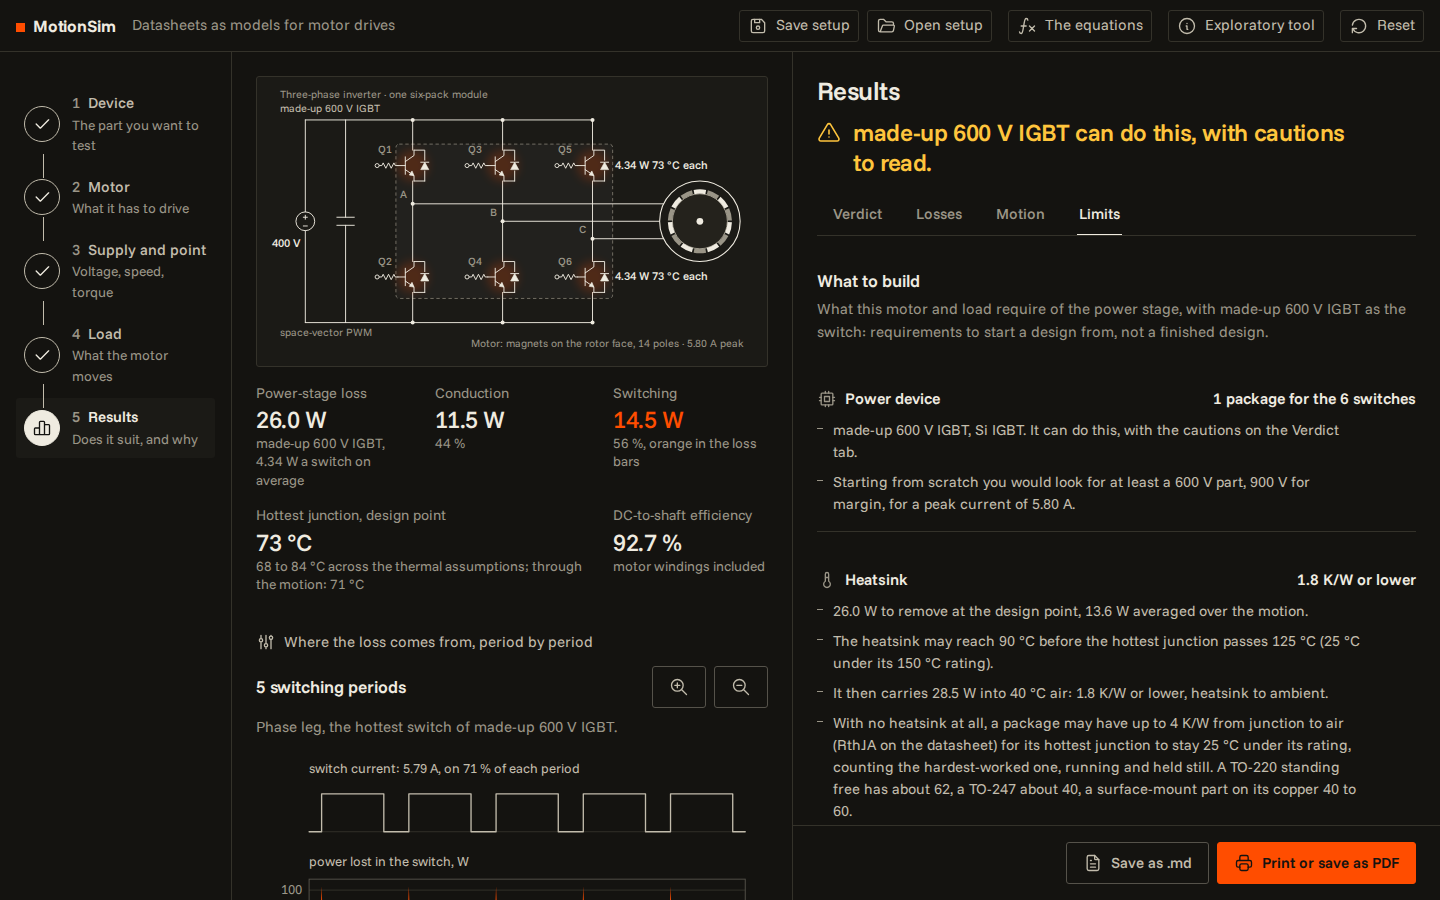 MotionSim
Datasheets as models for motor drives
Save setup
Open setup
The equations
Exploratory tool
Reset
1 Device
The part you want to
test
2 Motor
What it has to drive
3 Supply and point
Voltage, speed,
torque
4 Load
What the motor
moves
5 Results
Does it suit, and why
Three-phase inverter · one six-pack module
made-up 600 V IGBT
Q1
Q3
Q5
4.34 W 73 °C each
A
B
C
400 V
Q2
Q4
Q6
4.34 W 73 °C each
space-vector PWM
Motor: magnets on the rotor face, 14 poles · 5.80 A peak
Power-stage loss
26.0 W
made-up 600 V IGBT,
4.34 W a switch on
average
Conduction
11.5 W
44 %
Switching
14.5 W
56 %, orange in the loss
bars
Hottest junction, design point
73 °C
68 to 84 °C across the thermal assumptions; through
the motion: 71 °C
DC-to-shaft efficiency
92.7 %
motor windings included
Where the loss comes from, period by period
5 switching periods
Phase leg, the hottest switch of made-up 600 V IGBT.
switch current: 5.79 A, on 71 % of each period
power lost in the switch, W
100
Results
made-up 600 V IGBT can do this, with cautions
to read.
Verdict
Losses
Motion
Limits
What to build
What this motor and load require of the power stage, with made-up 600 V IGBT as the
switch: requirements to start a design from, not a finished design.
Power device
1 package for the 6 switches
– made-up 600 V IGBT, Si IGBT. It can do this, with the cautions on the Verdict
tab.
– Starting from scratch you would look for at least a 600 V part, 900 V for
margin, for a peak current of 5.80 A.
Heatsink
1.8 K/W or lower
– 26.0 W to remove at the design point, 13.6 W averaged over the motion.
– The heatsink may reach 90 °C before the hottest junction passes 125 °C (25 °C
under its 150 °C rating).
– It then carries 28.5 W into 40 °C air: 1.8 K/W or lower, heatsink to ambient.
– With no heatsink at all, a package may have up to 4 K/W from junction to air
(RthJA on the datasheet) for its hottest junction to stay 25 °C under its rating,
counting the hardest-worked one, running and held still. A TO-220 standing
free has about 62, a TO-247 about 40, a surface-mount part on its copper 40 to
60.
Save as .md
Print or save as PDF